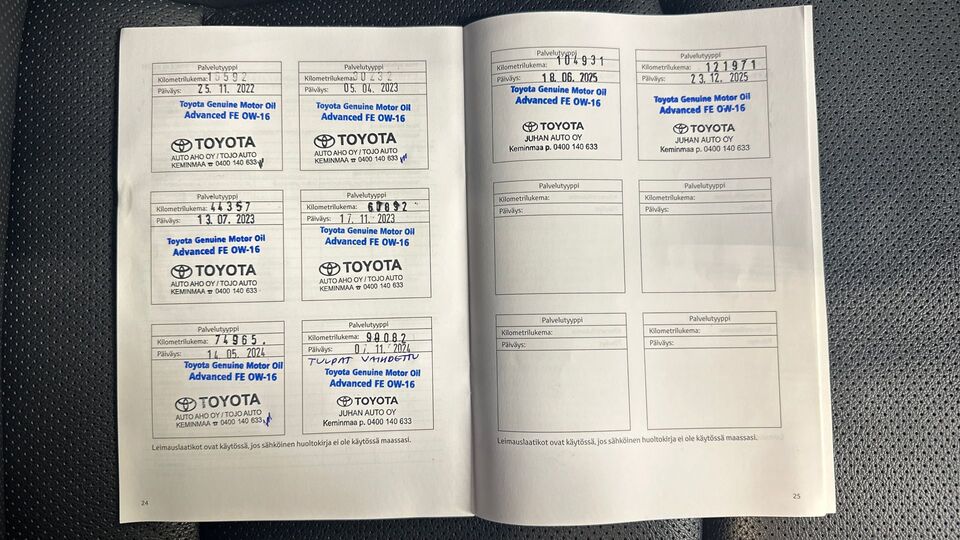 Palvelutyyppi
Kilometrilukema: 15592
Päiväys: 25. 11. 2022
Toyota Genuine Motor Oil
Advanced FE OW-16
TOYOTA
AUTO AHO OY / TOJO AUTO
KEMINMAA ☎ 0400 140 633
Palvelutyyppi
Kilometrilukema: 30232
Päiväys: 05. 04. 2023
Toyota Genuine Motor Oil
Advanced FE OW-16
TOYOTA
AUTO AHO OY / TOJO AUTO
KEMINMAA ☎ 0400 140 633
Palvelutyyppi
Kilometrilukema: 44357
Päiväys: 13. 07. 2023
Toyota Genuine Motor Oil
Advanced FE OW-16
TOYOTA
AUTO AHO OY / TOJO AUTO
KEMINMAA ☎ 0400 140 633
Palvelutyyppi
Kilometrilukema:
Päiväys: 17. 11. 2023
Toyota Genuine Motor Oil
Advanced FE OW-16
TOYOTA
AUTO AHO OY / TOJO AUTO
KEMINMAA ☎ 0400 140 633
Palvelutyyppi
Kilometrilukema: 74965.
Päiväys: 14. 05. 2024
Toyota Genuine Motor Oil
Advanced FE OW-16
TOYOTA
AUTO AHO OY / TOJO AUTO
KEMINMAA ☎ 0400 140 633
Palvelutyyppi
Kilometrilukema:
Päiväys: 07. 11. 2024
TULPAT VAIHDETTU
Toyota Genuine Motor Oil
Advanced FE OW-16
TOYOTA
JUHAN AUTO OY
Keminmaa p. 0400 140 633
Leimauslaatikot ovat käytössä, jos sähköinen huoltokirja ei ole käytössä maassasi.
24
Palvelutyyppi
Kilometrilukema: 104931
Päiväys: 18. 06. 2025
Toyota Genuine Motor Oil
Advanced FE OW-16
TOYOTA
JUHAN AUTO OY
Keminmaa p. 0400 140 633
Palvelutyyppi
Kilometrilukema: 121971
Päiväys: 23. 12. 2025
Toyota Genuine Motor Oil
Advanced FE OW-16
TOYOTA
JUHAN AUTO OY
Keminmaa p. 0400 140 633
Palvelutyyppi
Kilometrilukema:
Päiväys:
Palvelutyyppi
Kilometrilukema:
Päiväys:
Palvelutyyppi
Kilometrilukema:
Päiväys:
Palvelutyyppi
Kilometrilukema:
Päiväys:
Leimauslaatikot ovat käytössä, jos sähköinen huoltokirja ei ole käytössä maassasi.
25